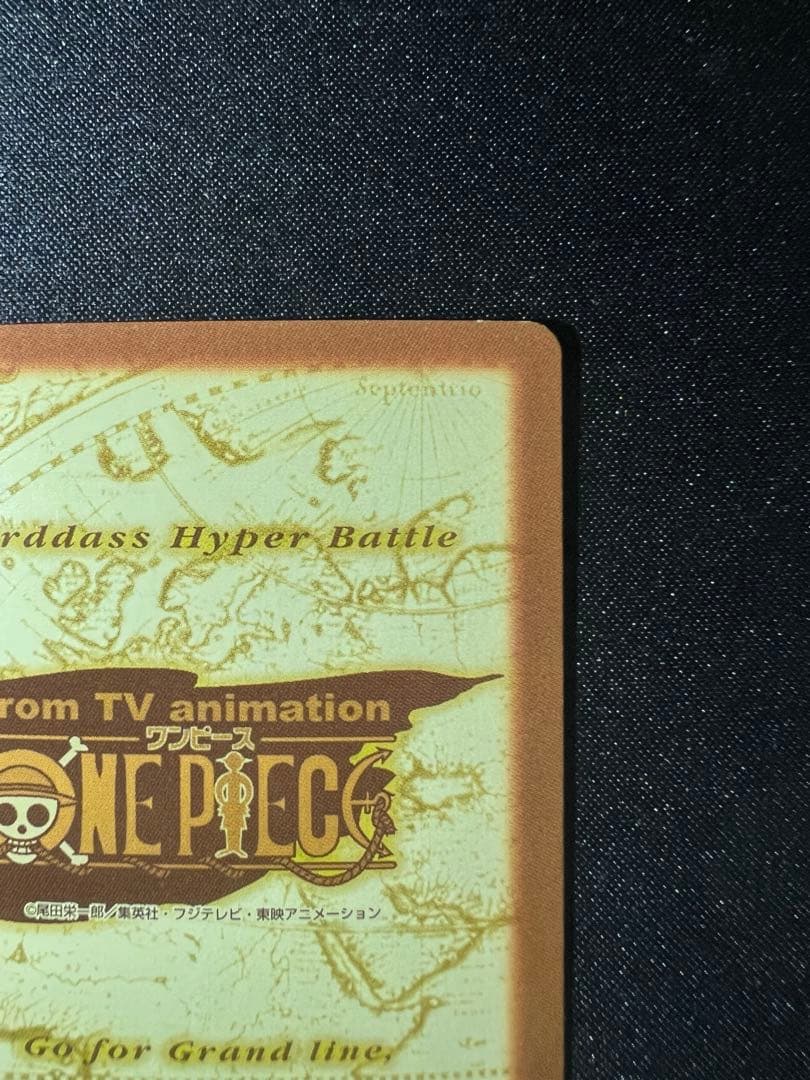 Septentrio
rddass Hyper Battle
rom TV animation
ワンピース
ONE PIECE
©尾田栄一郎/集英社・フジテレビ・東映アニメーション
Go for Grand line,